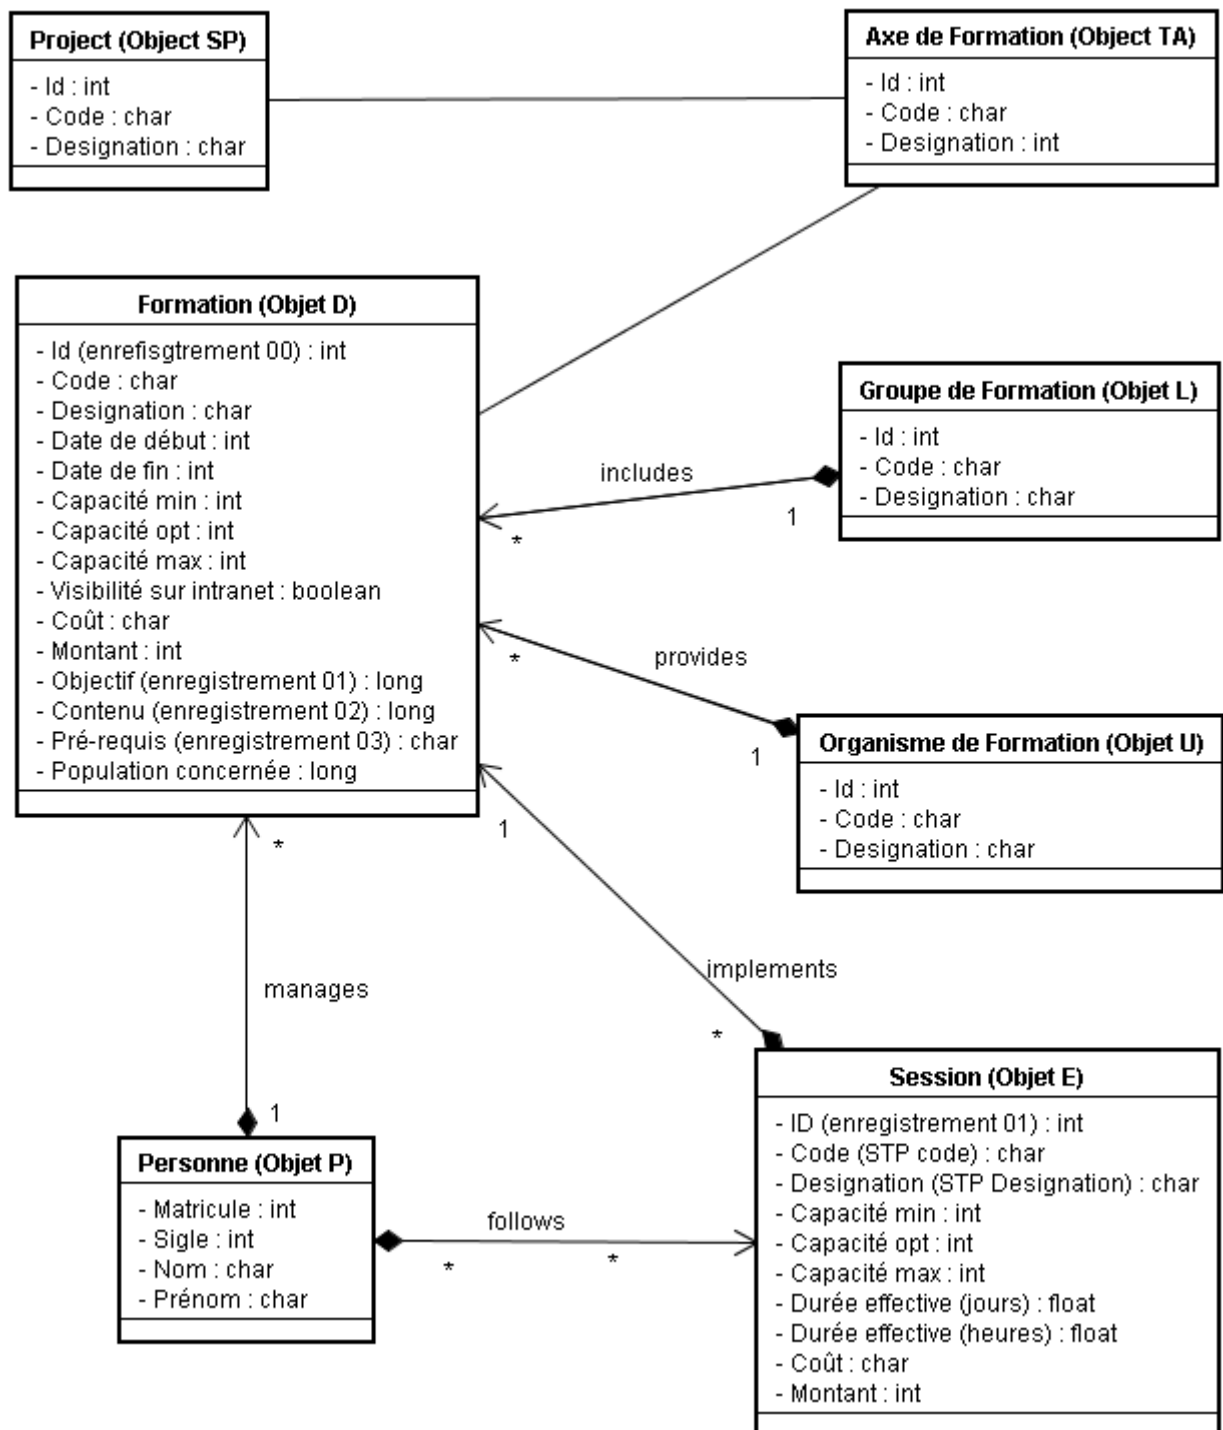 Project (Object SP)
- Id : int
- Code : char
- Designation : char
Axe de Formation (Object TA)
- Id : int
- Code : char
- Designation : int
Formation (Objet D)
- Id (enrefisgtrement 00) : int
- Code : char
- Designation : char
- Date de début : int
- Date de fin : int
- Capacité min : int
- Capacité opt : int
- Capacité max : int
- Visibilité sur intranet : boolean
- Coût : char
- Montant : int
- Objectif (enregistrement 01) : long
- Contenu (enregistrement 02) : long
- Pré-requis (enregistrement 03) : char
- Population concernée : long
Groupe de Formation (Objet L)
- Id : int
- Code : char
- Designation : char
includes
1
*
provides
*
1
Organisme de Formation (Objet U)
- Id : int
- Code : char
- Designation : char
1
implements
*
*
manages
1
Personne (Objet P)
- Matricule : int
- Sigle : int
- Nom : char
- Prénom : char
follows
*
*
Session (Objet E)
- ID (enregistrement 01) : int
- Code (STP code) : char
- Designation (STP Designation) : char
- Capacité min : int
- Capacité opt : int
- Capacité max : int
- Durée effective (jours) : float
- Durée effective (heures) : float
- Coût : char
- Montant : int